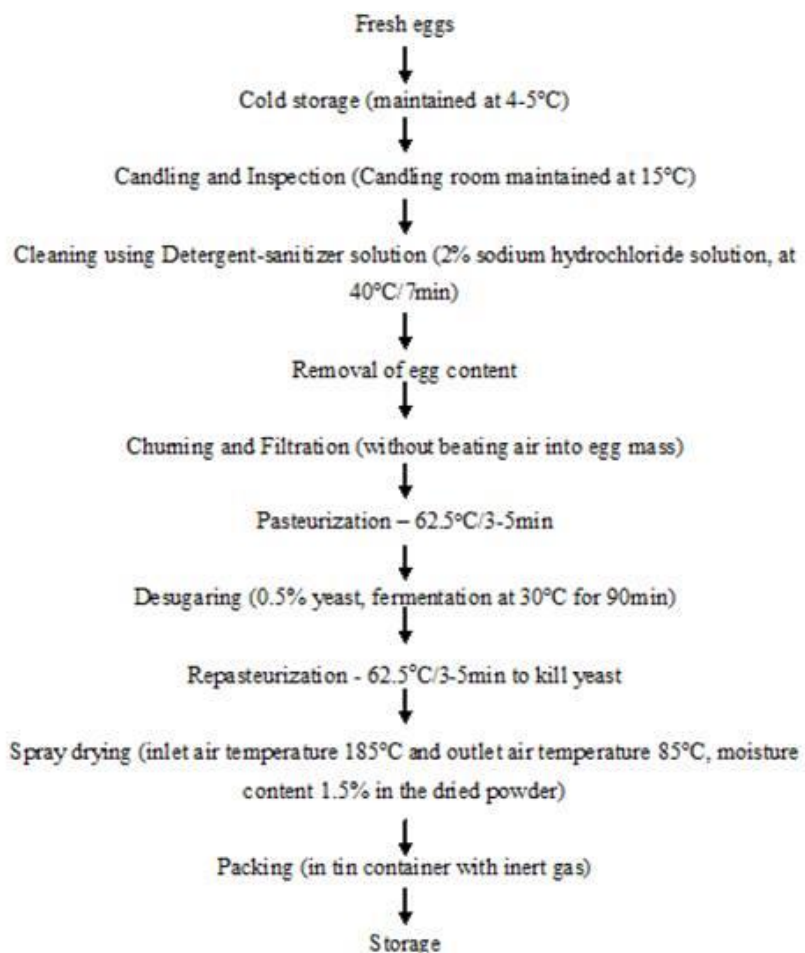 Fresh eggs
Cold storage (maintained at 4-5°C)
Candling and Inspection (Candling room maintained at 15°C)
Cleaning using Detergent-sanitizer solution (2% sodium hydrochloride solution, at
40°C/7min)
Removal of egg content
Churning and Filtration (without beating air into egg mass)
Pasteurization – 62.5°C/3-5min
Desugaring (0.5% yeast, fermentation at 30°C for 90min)
Repasteurization - 62.5°C/3-5min to kill yeast
Spray drying (inlet air temperature 185°C and outlet air temperature 85°C, moisture
content 1.5% in the dried powder)
Packing (in tin container with inert gas)
Storage